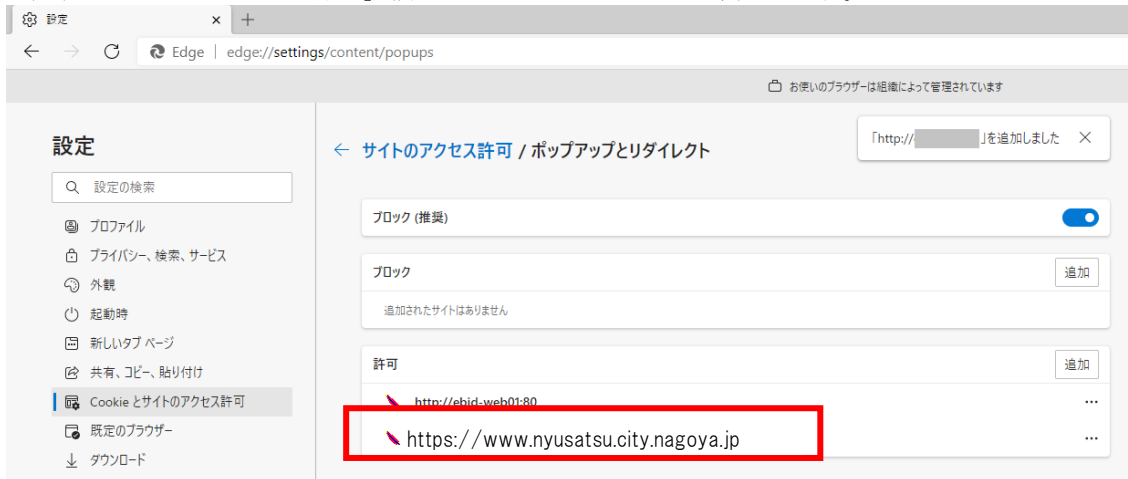 設定
Edge | edge://settings/content/popups
お使いのブラウザーは組織によって管理されています
設定
設定の検索
プロファイル
プライバシー、検索、サービス
外観
起動時
新しいタブ ページ
共有、コピー、貼り付け
Cookie とサイトのアクセス許可
既定のブラウザー
ダウンロード
サイトのアクセス許可 / ポップアップとリダイレクト
「http://」を追加しました
ブロック (推奨)
ブロック
追加
追加されたサイトはありません
許可
追加
http://ebid-web01:80
https://www.nyusatsu.city.nagoya.jp